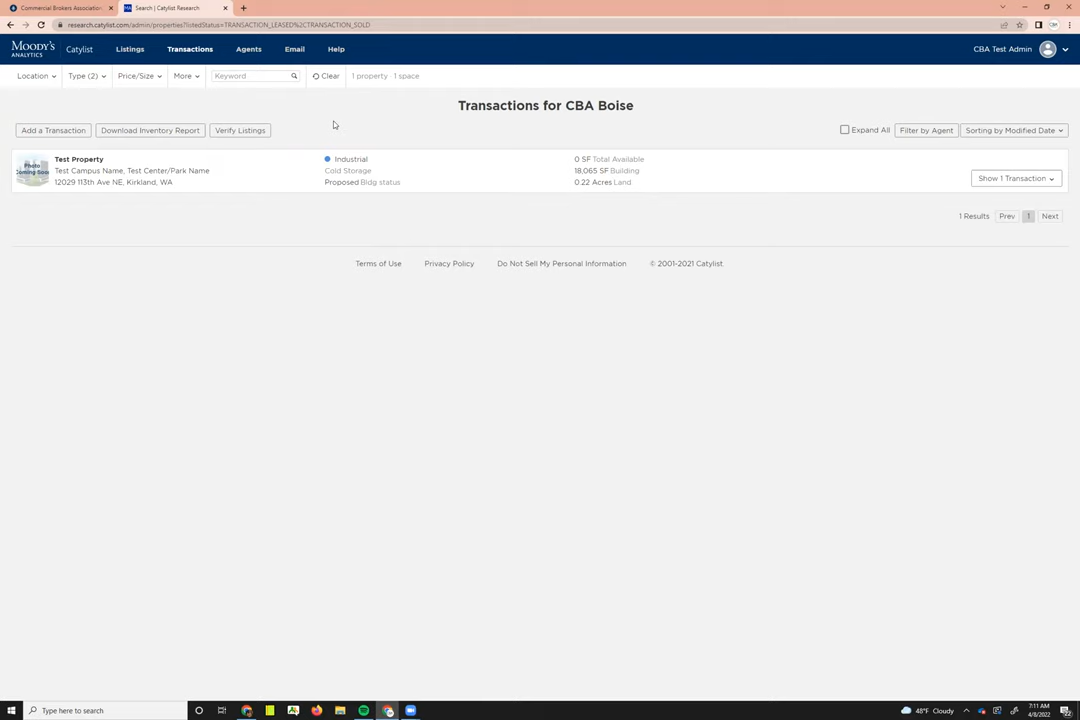 Commercial Brokers Association
Search | Catylist Research
research.catylist.com/admin/properties?listedStatus=TRANSACTION_LEASED%2CTRANSACTION_SOLD
MOODY'S ANALYTICS Catylist Listings Transactions Agents Email Help CBA Test Admin
Location Type (2) Price/Size More Keyword Clear 1 property · 1 space
Transactions for CBA Boise
Add a Transaction Download Inventory Report Verify Listings Expand All Filter by Agent Sorting by Modified Date
Photo Coming Soon
Test Property
Test Campus Name, Test Center/Park Name
12029 113th Ave NE, Kirkland, WA
Industrial
Cold Storage
Proposed Bldg status
0 SF Total Available
18,065 SF Building
0.22 Acres Land
Show 1 Transaction
1 Results Prev 1 Next
Terms of Use Privacy Policy Do Not Sell My Personal Information © 2001-2021 Catylist.
Type here to search
48°F Cloudy
7:11 AM
4/8/2022